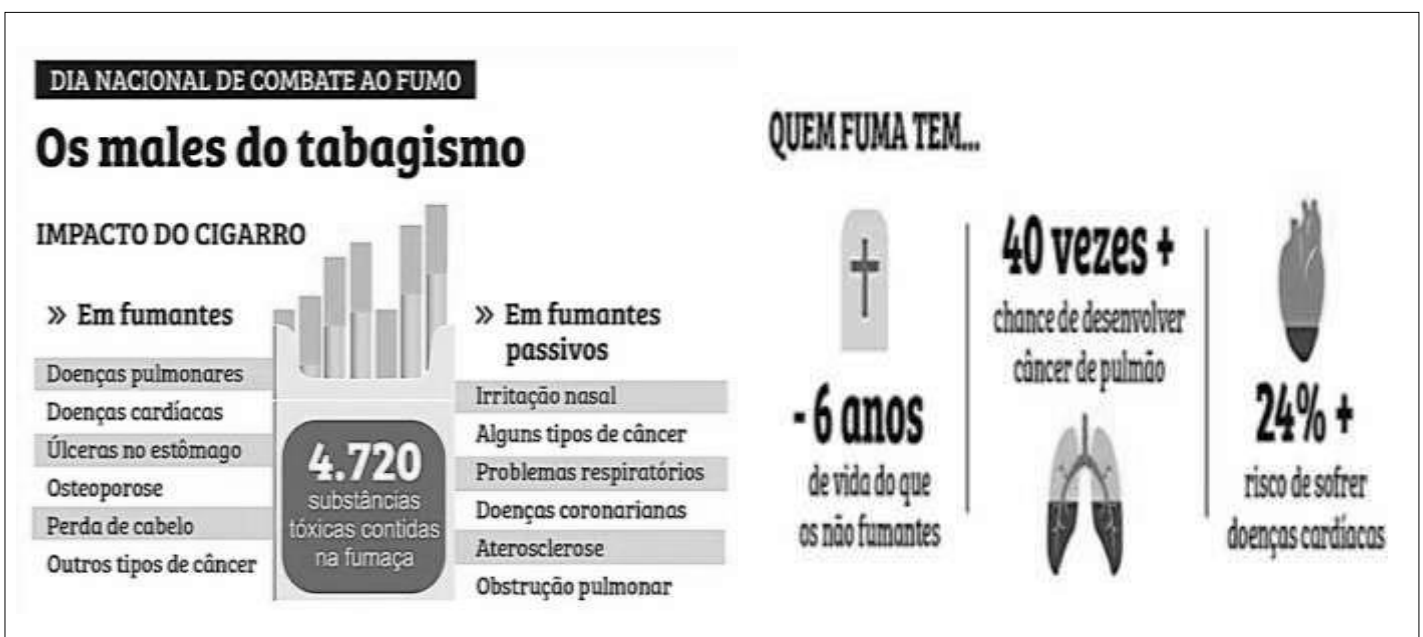 DIA NACIONAL DE COMBATE AO FUMO
Os males do tabagismo
IMPACTO DO CIGARRO
» Em fumantes
Doenças pulmonares
Doenças cardíacas
Úlceras no estômago
Osteoporose
Perda de cabelo
Outros tipos de câncer
4.720
substâncias
tóxicas contidas
na fumaça
» Em fumantes
passivos
Irritação nasal
Alguns tipos de câncer
Problemas respiratórios
Doenças coronarianas
Aterosclerose
Obstrução pulmonar
QUEM FUMA TEM...
- 6 anos
de vida do que
os não fumantes
40 vezes +
chance de desenvolver
câncer de pulmão
24% +
risco de sofrer
doenças cardíacas